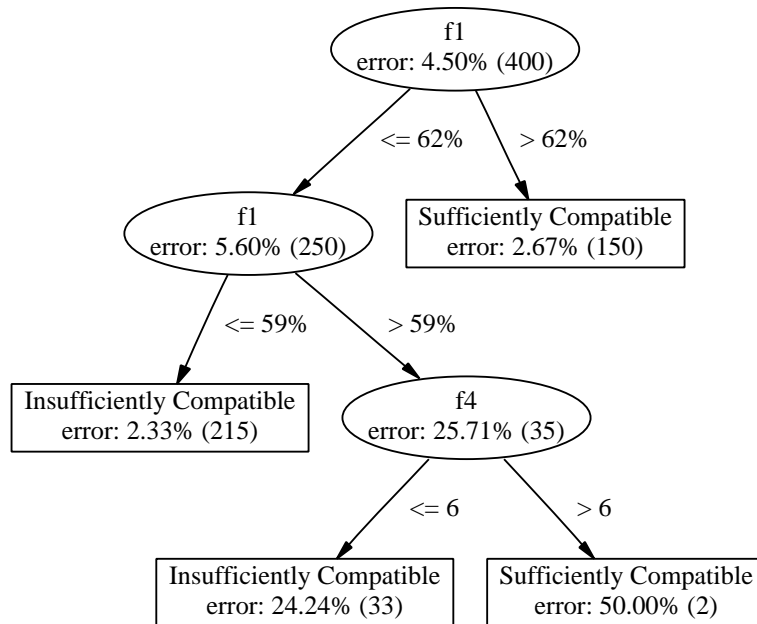 f1
error: 4.50% (400)
<= 62%
> 62%
f1
error: 5.60% (250)
Sufficiently Compatible
error: 2.67% (150)
<= 59%
> 59%
Insufficiently Compatible
error: 2.33% (215)
f4
error: 25.71% (35)
<= 6
> 6
Insufficiently Compatible
error: 24.24% (33)
Sufficiently Compatible
error: 50.00% (2)